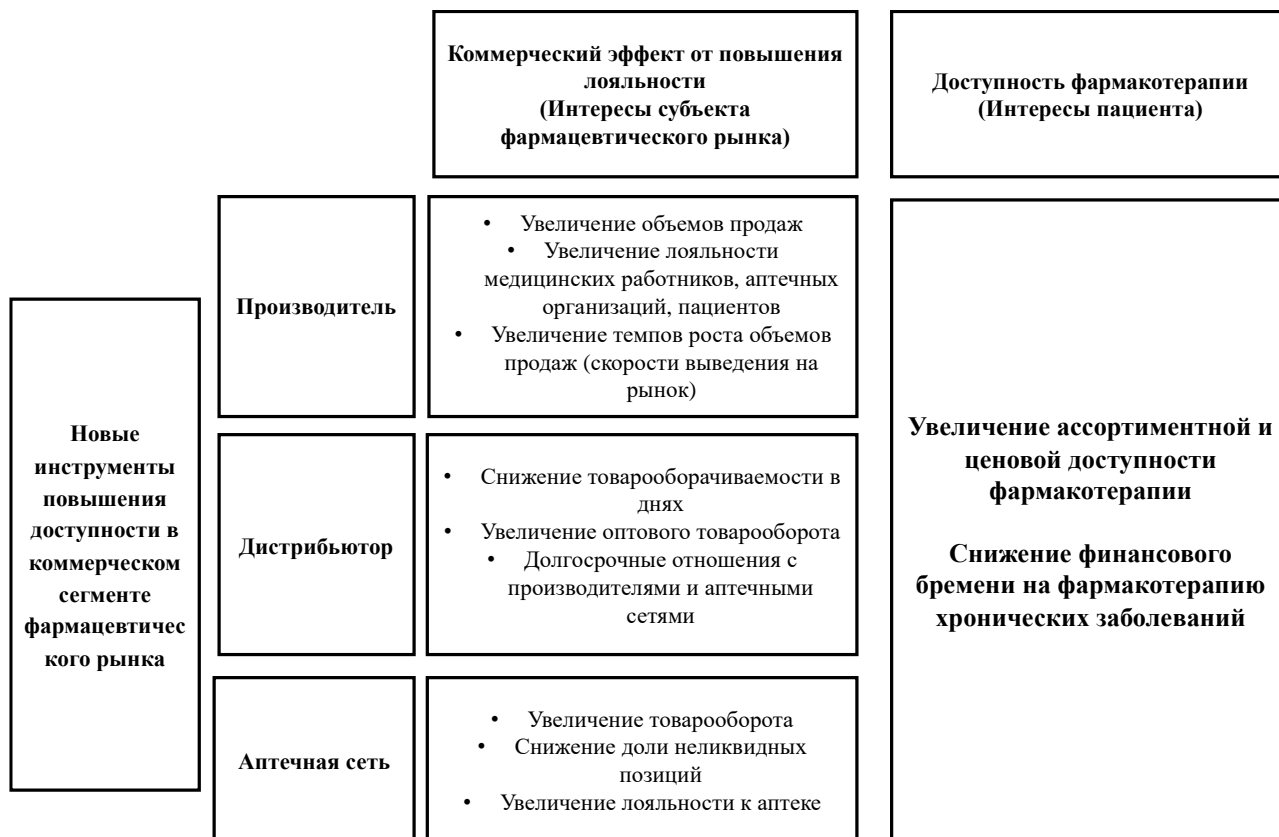 Коммерческий эффект от повышения
лояльности
(Интересы субъекта
фармацевтического рынка)
Доступность фармакотерапии
(Интересы пациента)
Новые
инструменты
повышения
доступности в
коммерческом
сегменте
фармацевтичес
кого рынка
Производитель
• Увеличение объемов продаж
• Увеличение лояльности
медицинских работников, аптечных
организаций, пациентов
• Увеличение темпов роста объемов
продаж (скорости выведения на
рынок)
Дистрибьютор
• Снижение товарооборачиваемости в
днях
• Увеличение оптового товарооборота
• Долгосрочные отношения с
производителями и аптечными
сетями
Аптечная сеть
• Увеличение товарооборота
• Снижение доли неликвидных
позиций
• Увеличение лояльности к аптеке
Увеличение ассортиментной и
ценовой доступности
фармакотерапии
Снижение финансового
бремени на фармакотерапию
хронических заболеваний